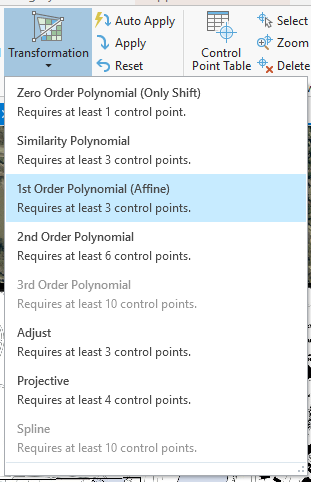 Transformation
Auto Apply
Apply
Reset
Control
Point Table
Select
Zoom
Delete
Zero Order Polynomial (Only Shift)
Requires at least 1 control point.
Similarity Polynomial
Requires at least 3 control points.
1st Order Polynomial (Affine)
Requires at least 3 control points.
2nd Order Polynomial
Requires at least 6 control points.
3rd Order Polynomial
Requires at least 10 control points.
Adjust
Requires at least 3 control points.
Projective
Requires at least 4 control points.
Spline
Requires at least 10 control points.